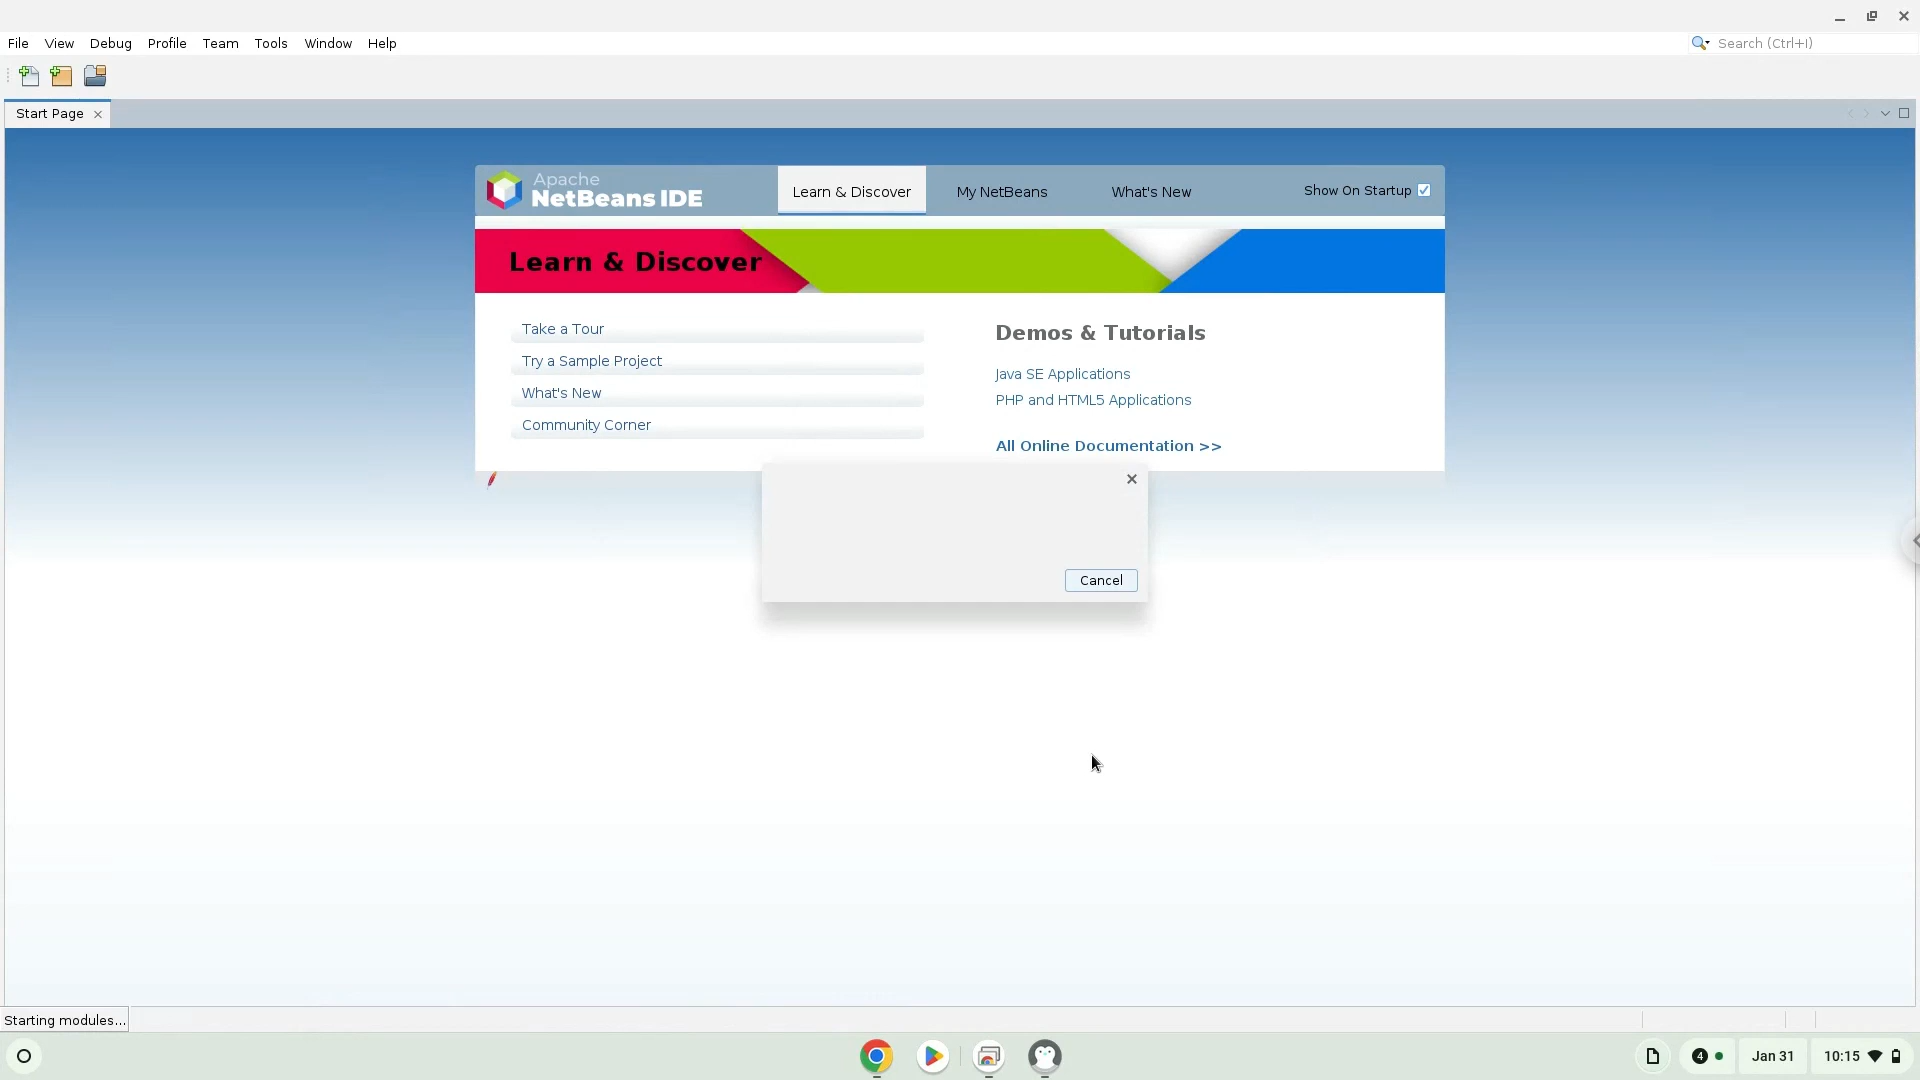 File View Debug Profile Team Tools Window Help
Search (Ctrl+I)
Start Page
Apache
NetBeans IDE
Learn & Discover
My NetBeans
What's New
Show On Startup
Learn & Discover
Take a Tour
Try a Sample Project
What's New
Community Corner
Demos & Tutorials
Java SE Applications
PHP and HTML5 Applications
All Online Documentation >>
Cancel
Starting modules...
4
Jan 31
10:15